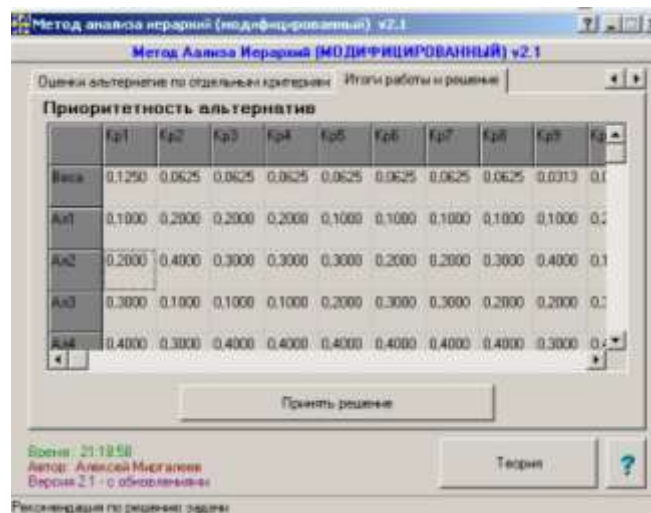 Метод анализа иерархий (модифицированный) v2.1
Метод Аализа Иерархий (МОДИФИЦИРОВАННЫЙ) v2.1
Оценки альтернатив по отдельным критериям Итоги работы и решение
Приоритетность альтернатив
Кр1 Кр2 Кр3 Кр4 Кр5 Кр6 Кр7 Кр8 Кр9
Веса 0,1250 0,0625 0,0625 0,0625 0,0625 0,0625 0,0625 0,0625 0,0313
Ал1 0,1000 0,2000 0,2000 0,2000 0,1000 0,1000 0,1000 0,1000 0,1000
Ал2 0,2000 0,4000 0,3000 0,3000 0,3000 0,2000 0,2000 0,3000 0,4000
Ал3 0,3000 0,1000 0,1000 0,1000 0,2000 0,3000 0,3000 0,2000 0,2000
Ал4 0,4000 0,3000 0,4000 0,4000 0,4000 0,4000 0,4000 0,4000 0,3000
Принять решение
Время: 21:18:58
Автор: Алексей
Версия 2.1 - с обновлениями
Теория
?
Рекомендация по решению задачи